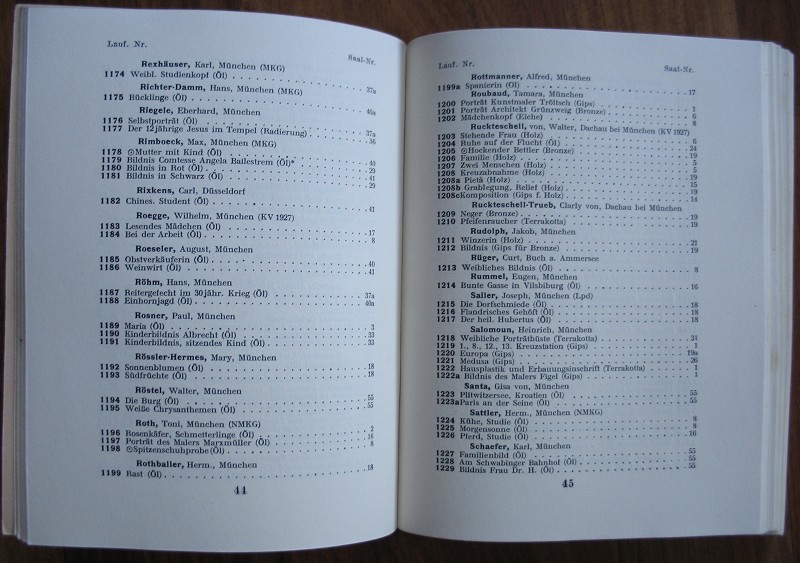 Lauf. Nr. Saal-Nr.
Rexhäuser, Karl, München (MKG)
1174 Weibl. Studienkopf (Öl) 37a
Richter-Damm, Hans, München (MKG)
1175 Bücklinge (Öl) 40a
Riegele, Eberhard, München
1176 Selbstporträt (Öl) 37a
1177 Der 12jährige Jesus im Tempel (Radierung) 36
Rimboeck, Max, München (MKG)
1178 ⊙Mutter mit Kind (Öl) 40
1179 Bildnis Comtesse Angela Ballestrem (Öl) 29
1180 Bildnis in Rot (Öl) 41
1181 Bildnis in Schwarz (Öl) 29
Rixkens, Carl, Düsseldorf
1182 Chines. Student (Öl) 41
Roegge, Wilhelm, München (KV 1927)
1183 Lesendes Mädchen (Öl) 17
1184 Bei der Arbeit (Öl) 8
Roeseler, August, München
1185 Obstverkäuferin (Öl) 40
1186 Weinwirt (Öl) 41
Röhm, Hans, München
1187 Reitergefecht im 30jähr. Krieg (Öl) 37a
1188 Einhornjagd (Öl) 40a
Rosner, Paul, München
1189 Maria (Öl) 3
1190 Kinderbildnis Albrecht (Öl) 33
1191 Kinderbildnis, sitzendes Kind (Öl) 33
Rössler-Hermes, Mary, München
1192 Sonnenblumen (Öl) 18
1193 Südfrüchte (Öl) 18
Röstel, Walter, München
1194 Die Burg (Öl) 55
1195 Weiße Chrysanthemen (Öl) 55
Roth, Toni, München (NMKG)
1196 Rosenkäfer, Schmetterlinge (Öl) 2
1197 Porträt des Malers Marxmüller (Öl) 16
1198 ⊙Spitzenschuhprobe (Öl) 8
Rothballer, Herm., München
1199 Rast (Öl) 18
44
Lauf. Nr. Saal-Nr.
Rottmanner, Alfred, München
1199a Spanierin (Öl) 17
Roubaud, Tamara, München
1200 Porträt Kunstmaler Tröltsch (Gips) 1
1201 Porträt Architekt Grünzweig (Bronze) 6
1202 Mädchenkopf (Eiche) 8
Ruckteschell, von, Walter, Dachau bei München (KV 1927)
1203 Stehende Frau (Holz) 6
1204 Ruhe auf der Flucht (Öl) 24
1205 ⊙Hockender Bettler (Bronze) 19
1206 Familie (Holz) 5
1207 Zwei Menschen (Holz) 5
1208 Kreuzabnahme (Holz) 19
1208a Pietà (Holz) 15
1208b Grablegung, Relief (Holz) 19
1208c Komposition (Gips f. Holz) 14
Ruckteschell-Trueb, Clarly von, Dachau bei München
1209 Neger (Bronze) 19
1210 Pfeifenraucher (Terrakotta) 19
Rudolph, Jakob, München
1211 Winzerin (Holz) 21
1212 Bildnis (Gips für Bronze) 19
Rüger, Curt, Buch a. Ammersee
1213 Weibliches Bildnis (Öl) 8
Rummel, Eugen, München
1214 Bunte Gasse in Vilsbiburg (Öl) 16
Sailer, Joseph, München (Lpd)
1215 Die Dorfschmiede (Öl) 18
1216 Flandrisches Gehöft (Öl) 18
1217 Der heil. Hubertus (Öl) 18
Salomoun, Heinrich, München
1218 Weibliche Porträthüste (Terrakotta) 31
1219 1., 8., 12., 13. Kreuzstation (Gips) 1
1220 Europa (Gips) 19a
1221 Medusa (Gips) 26
1222 Hausplastik und Erbauungsinschrift (Terrakotta) 1
1222a Bildnis des Malers Figel (Gips) 1
Santa, Gisa von, München
1223 Plitwitzersee, Kroatien (Öl) 55
1223a Paris an der Seine (Öl) 55
Sattler, Herm., München (NMKG)
1224 Kühe, Studie (Öl) 8
1225 Morgensonne (Öl) 8
1226 Pferd, Studie (Öl) 16
Schaefer, Karl, München
1227 Familienbild (Öl) 55
1228 Am Schwabinger Bahnhof (Öl) 55
1229 Bildnis Frau Dr. H. (Öl) 55
45